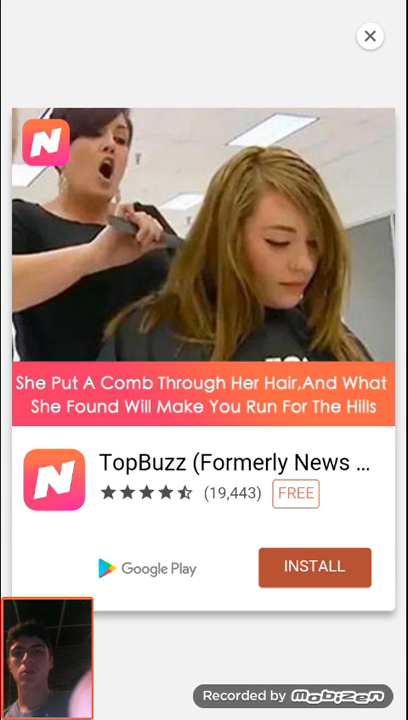 N
She Put A Comb Through Her Hair,And What
She Found Will Make You Run For The Hills
N
TopBuzz (Formerly News ...
(19,443) FREE
Google Play
INSTALL
Recorded by mobizen